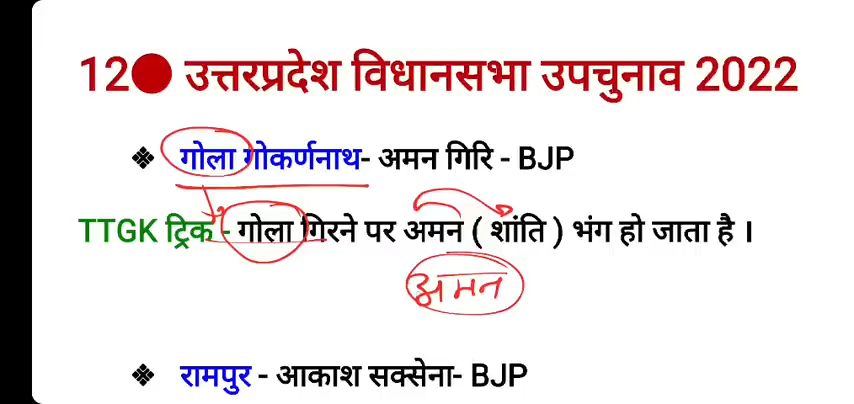 12 उत्तरप्रदेश विधानसभा उपचुनाव 2022
❖ गोला गोकर्णनाथ- अमन गिरि - BJP
TTGK ट्रिक - गोला गिरने पर अमन ( शांति ) भंग हो जाता है ।
अमन
❖ रामपुर - आकाश सक्सेना- BJP